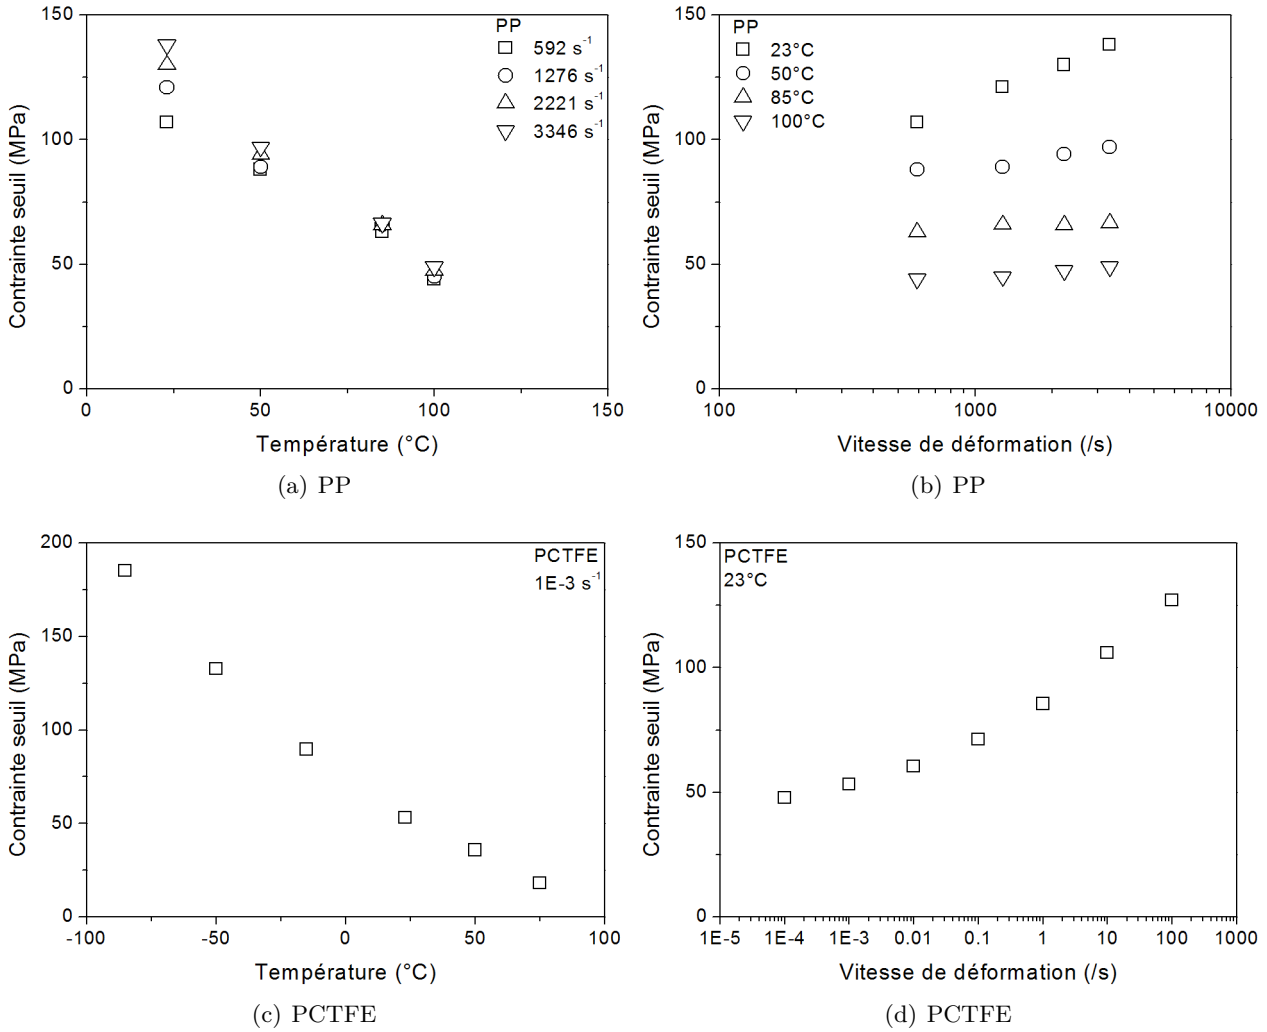 150
100
50
0
Contrainte seuil (MPa)
PP
592 s⁻¹
1276 s⁻¹
2221 s⁻¹
3346 s⁻¹
0
50
100
150
Température (°C)
(a) PP
150
100
50
0
Contrainte seuil (MPa)
PP
23°C
50°C
85°C
100°C
100
1000
10000
Vitesse de déformation (/s)
(b) PP
200
150
100
50
0
Contrainte seuil (MPa)
PCTFE
1E-3 s⁻¹
-100
-50
0
50
100
Température (°C)
(c) PCTFE
150
100
50
0
Contrainte seuil (MPa)
PCTFE
23°C
1E-5
1E-4
1E-3
0.01
0.1
1
10
100
1000
Vitesse de déformation (/s)
(d) PCTFE